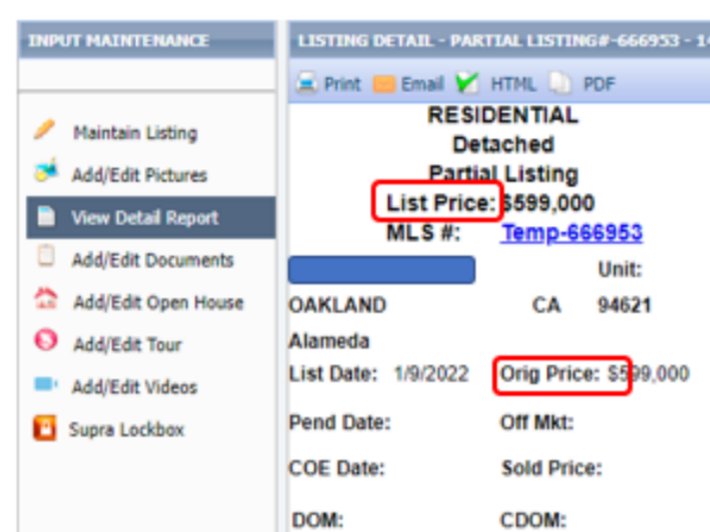 INPUT MAINTENANCE
Maintain Listing
Add/Edit Pictures
View Detail Report
Add/Edit Documents
Add/Edit Open House
Add/Edit Tour
Add/Edit Videos
Supra Lockbox
LISTING DETAIL - PARTIAL LISTING#-666953 - 14
Print Email HTML PDF
RESIDENTIAL
Detached
Partial Listing
List Price: $599,000
MLS #: Temp-666953
Unit:
OAKLAND CA 94621
Alameda
List Date: 1/9/2022 Orig Price: $599,000
Pend Date: Off Mkt:
COE Date: Sold Price:
DOM: CDOM: